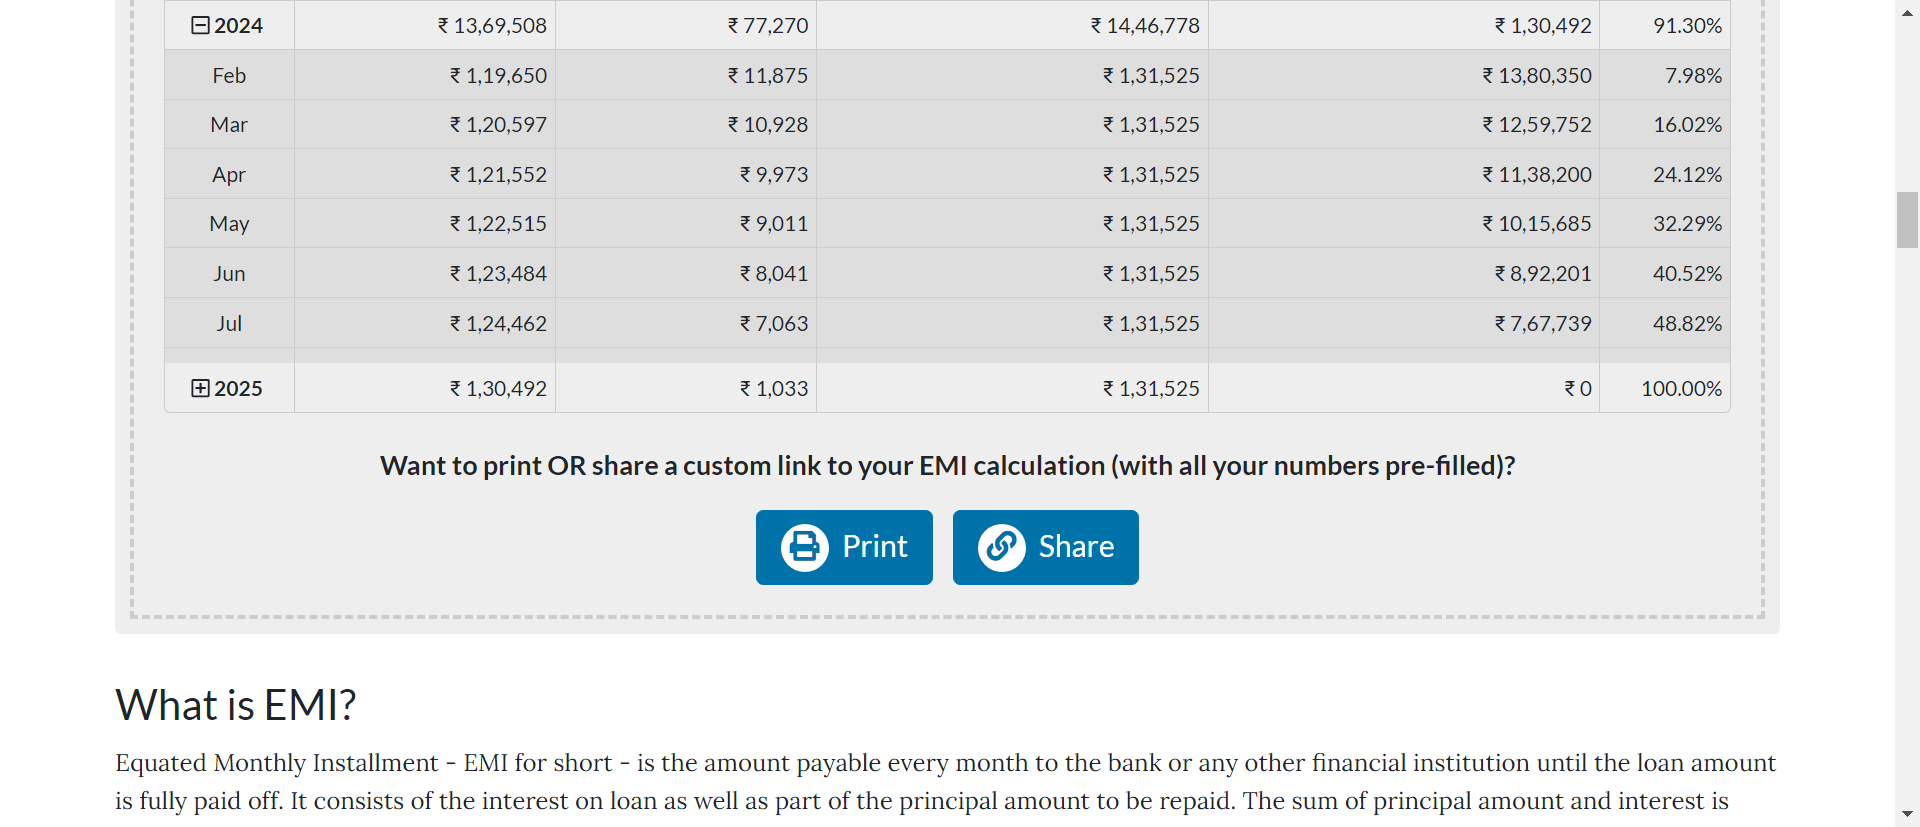 2024 ₹ 13,69,508 ₹ 77,270 ₹ 14,46,778 ₹ 1,30,492 91.30%
Feb ₹ 1,19,650 ₹ 11,875 ₹ 1,31,525 ₹ 13,80,350 7.98%
Mar ₹ 1,20,597 ₹ 10,928 ₹ 1,31,525 ₹ 12,59,752 16.02%
Apr ₹ 1,21,552 ₹ 9,973 ₹ 1,31,525 ₹ 11,38,200 24.12%
May ₹ 1,22,515 ₹ 9,011 ₹ 1,31,525 ₹ 10,15,685 32.29%
Jun ₹ 1,23,484 ₹ 8,041 ₹ 1,31,525 ₹ 8,92,201 40.52%
Jul ₹ 1,24,462 ₹ 7,063 ₹ 1,31,525 ₹ 7,67,739 48.82%
2025 ₹ 1,30,492 ₹ 1,033 ₹ 1,31,525 ₹ 0 100.00%
Want to print OR share a custom link to your EMI calculation (with all your numbers pre-filled)?
Print Share
What is EMI?
Equated Monthly Installment - EMI for short - is the amount payable every month to the bank or any other financial institution until the loan amount
is fully paid off. It consists of the interest on loan as well as part of the principal amount to be repaid. The sum of principal amount and interest is